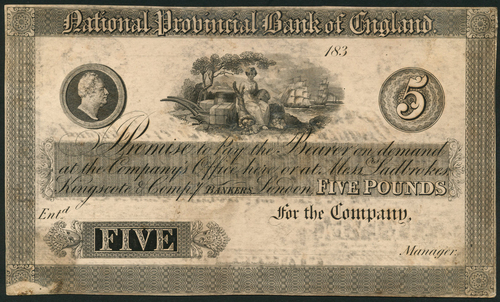 National Provincial Bank of England.
183
5
I Promise to Pay the Bearer on demand
at the Company's Office here or at Mess.rs Ladbrokes,
Kingscote & Comp.y BANKERS, London, FIVE POUNDS.
Ent.d
For the Company,
FIVE
Manager